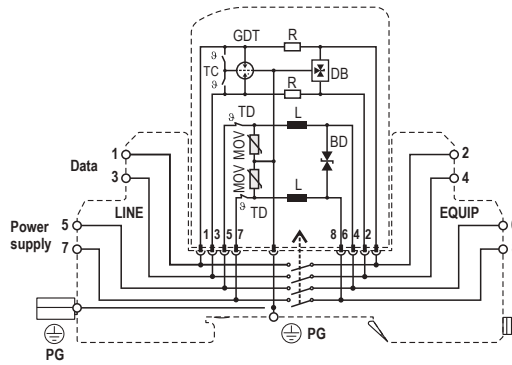 GDT
R
ϑ
TC
DB
ϑ
R
ϑ
TD
L
MOV
MOV
BD
ϑ
TD
L
1
Data
3
LINE
Power
supply
5
7
2
4
EQUIP
1 3 5 7
8 6 4 2
PG
PG